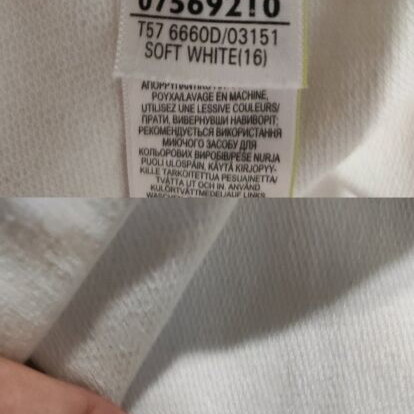 07569210
T57 6660D/03151
SOFT WHITE(16)
РОУХА/LAVAGE EN MACHINE,
UTILISEZ UNE LESSIVE COULEURS/
ПРАТИ, ВИВЕРНУВШИ НАВИВОРІТ;
РЕКОМЕНДУЄТЬСЯ ВИКОРИСТАННЯ
МИЮЧОГО ЗАСОБУ ДЛЯ
КОЛЬОРОВИХ ВИРОБІВ/PESE NURJA
PUOLI ULOSPÄIN, KÄYTÄ KIRJOPYY-
KILLE TARKOITETTUA PESUAINETTA/
TVÄTTA UT OCH IN. ANVÄND
KULÖRTVÄTTMEDEL/AUF LINKS